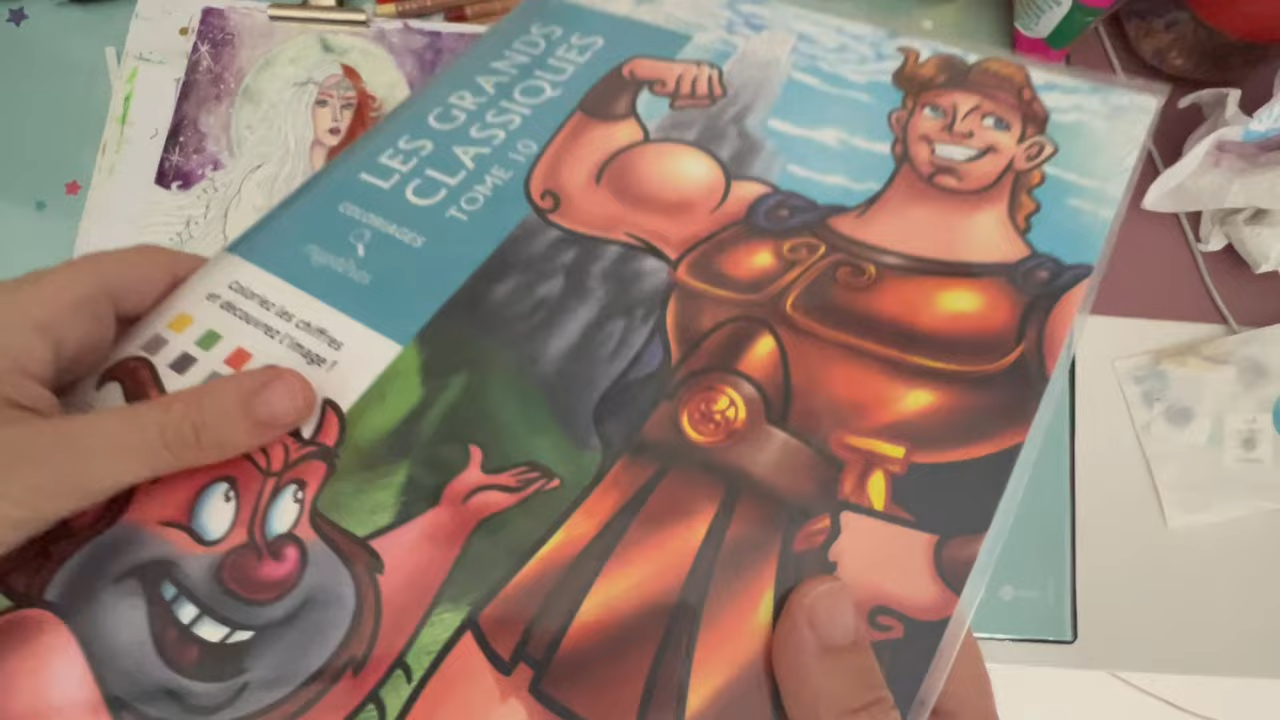 LES GRANDS
CLASSIQUES
TOME 10
COLORIAGES
Coloriez les chiffres
et découvrez l'image !